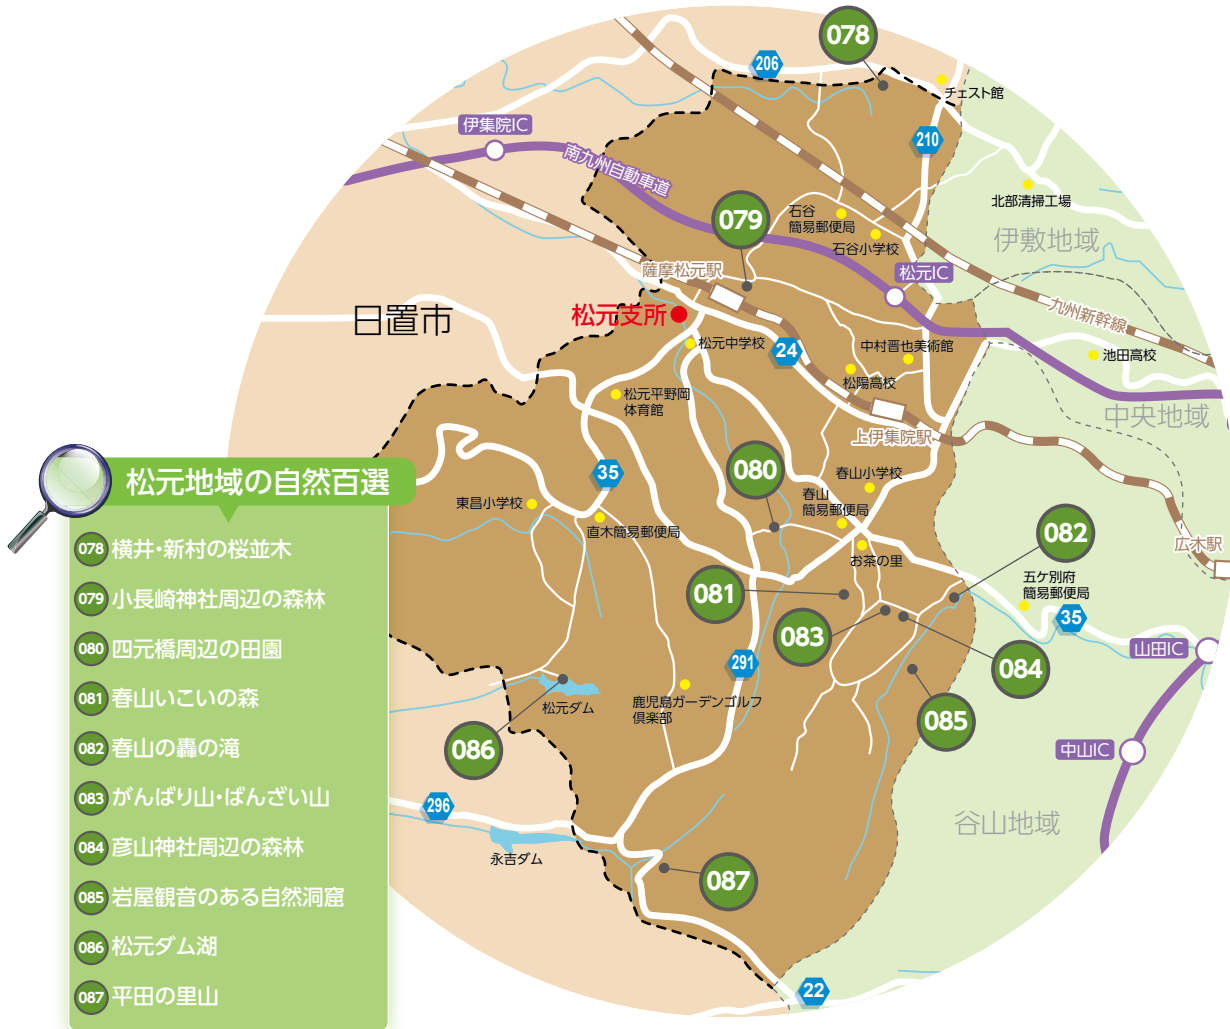 078
206
チェスト館
伊集院IC
210
南九州自動車道
北部清掃工場
079
石谷
簡易郵便局
石谷小学校
伊敷地域
薩摩松元駅
松元IC
日置市
松元支所
九州新幹線
松元中学校
24
中村晋也美術館
池田高校
松陽高校
松元平野岡
体育館
中央地域
上伊集院駅
松元地域の自然百選
35
080
春山小学校
春山
簡易郵便局
東昌小学校
直木簡易郵便局
お茶の里
082
広木駅
078 横井・新村の桜並木
079 小長崎神社周辺の森林
080 四元橋周辺の田園
081 春山いこいの森
082 春山の轟の滝
083 がんばり山・ばんざい山
084 彦山神社周辺の森林
085 岩屋観音のある自然洞窟
086 松元ダム湖
087 平田の里山
081
五ケ別府
簡易郵便局
083
35
山田IC
291
084
松元ダム
鹿児島ガーデンゴルフ
倶楽部
085
086
中山IC
296
谷山地域
永吉ダム
087
22